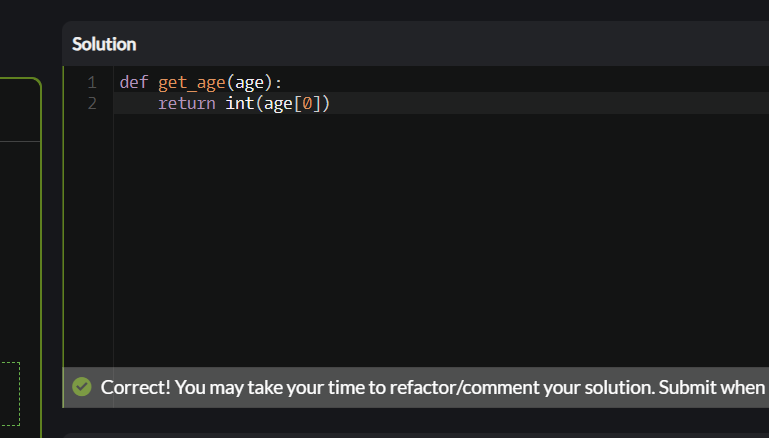 Solution
1 def get_age(age):
2     return int(age[0])
Correct! You may take your time to refactor/comment your solution. Submit when